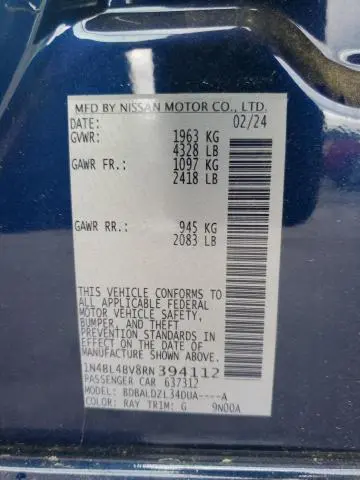 MFD BY NISSAN MOTOR CO., LTD.
DATE: 02/24
GVWR: 1963 KG
4328 LB
GAWR FR.: 1097 KG
2418 LB
GAWR RR.: 945 KG
2083 LB
THIS VEHICLE CONFORMS TO
ALL APPLICABLE FEDERAL
MOTOR VEHICLE SAFETY,
BUMPER, AND THEFT
PREVENTION STANDARDS IN
EFFECT ON THE DATE OF
MANUFACTURE SHOWN ABOVE.
1N4BL4BV8RN394112
PASSENGER CAR 637312
MODEL: BDBALDZL34DUA----A
COLOR: RAY TRIM: G 9N00A